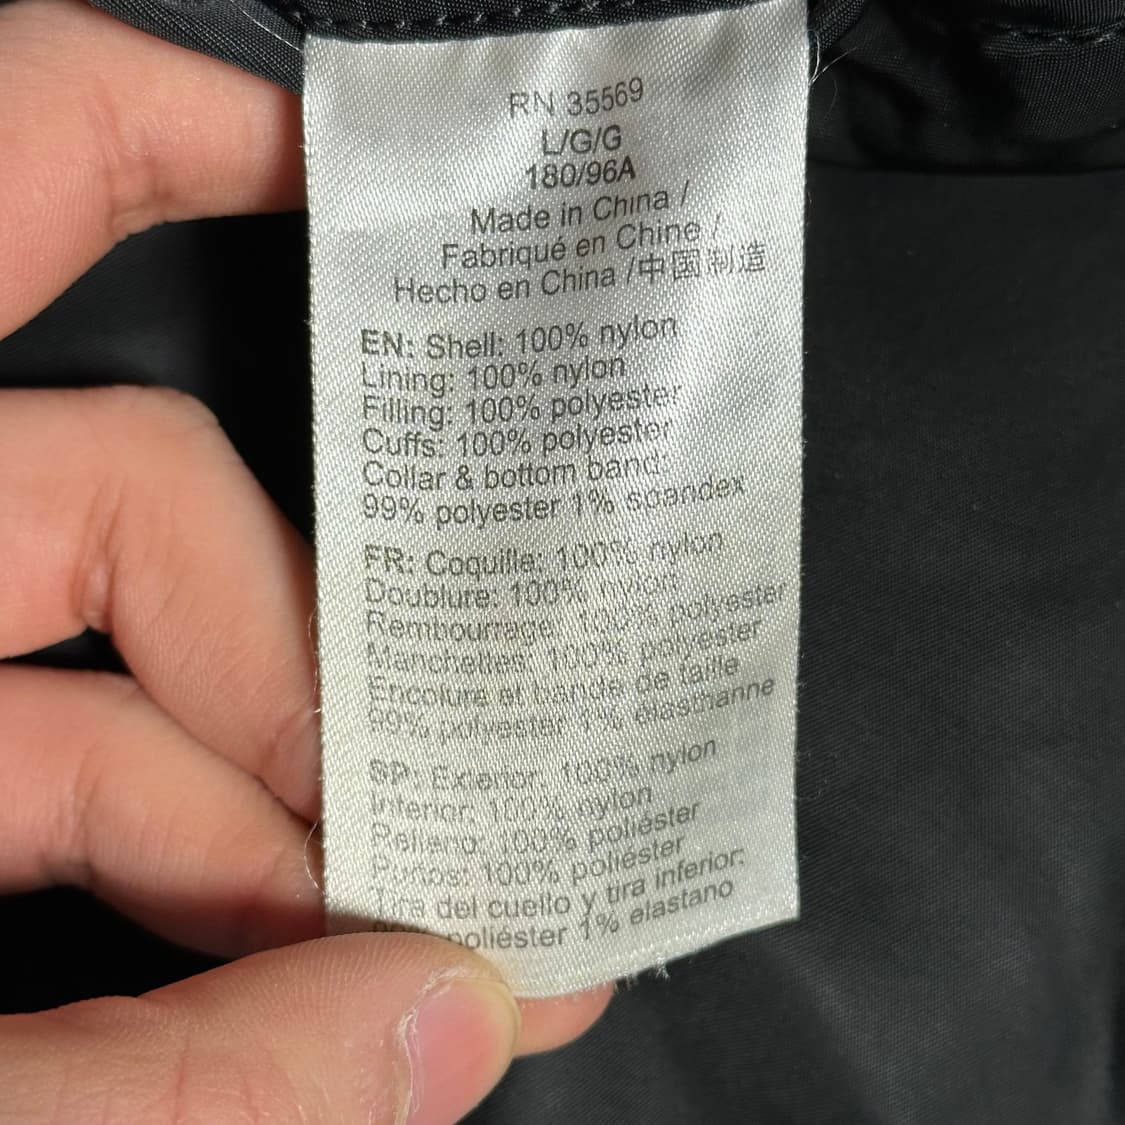 RN 35569
L/G/G
180/96A
Made in China /
Fabriqué en Chine /
Hecho en China /中国制造
EN: Shell: 100% nylon
Lining: 100% nylon
Filling: 100% polyester
Cuffs: 100% polyester
Collar & bottom band:
99% polyester 1% spandex
FR: Coquille: 100% nylon
Doublure: 100% nylon
Rembourrage: 100% polyester
Manchettes: 100% polyester
Encolure et bande de taille
99% polyester 1% élasthanne
SP: Exterior: 100% nylon
Inferior: 100% nylon
Relleno: 100% poliéster
Puños: 100% poliéster
Tira del cuello y tira inferior:
poliéster 1% elastano